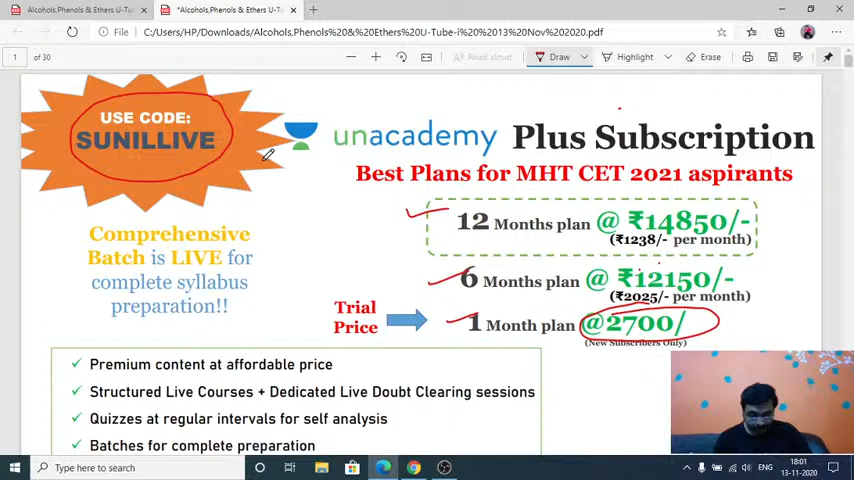 Alcohols,Phenols & Ethers U-Tu
*Alcohols,Phenols & Ethers U-Tu
File
C:/Users/HP/Downloads/Alcohols,Phenols%20&%20Ethers%20U-Tube-i%20%2013%20Nov%202020.pdf
1
of 30
Read aloud
Draw
Highlight
Erase
USE CODE:
SUNILLIVE
unacademy Plus Subscription
Best Plans for MHT CET 2021 aspirants
12 Months plan @ ₹14850/-
(₹1238/- per month)
Comprehensive
Batch is LIVE for
complete syllabus
preparation!!
6 Months plan @ ₹12150/-
(₹2025/- per month)
Trial
Price
1 Month plan @2700/
(New Subscribers Only)
Premium content at affordable price
Structured Live Courses + Dedicated Live Doubt Clearing sessions
Quizzes at regular intervals for self analysis
Batches for complete preparation
Type here to search
ENG
18:01
13-11-2020